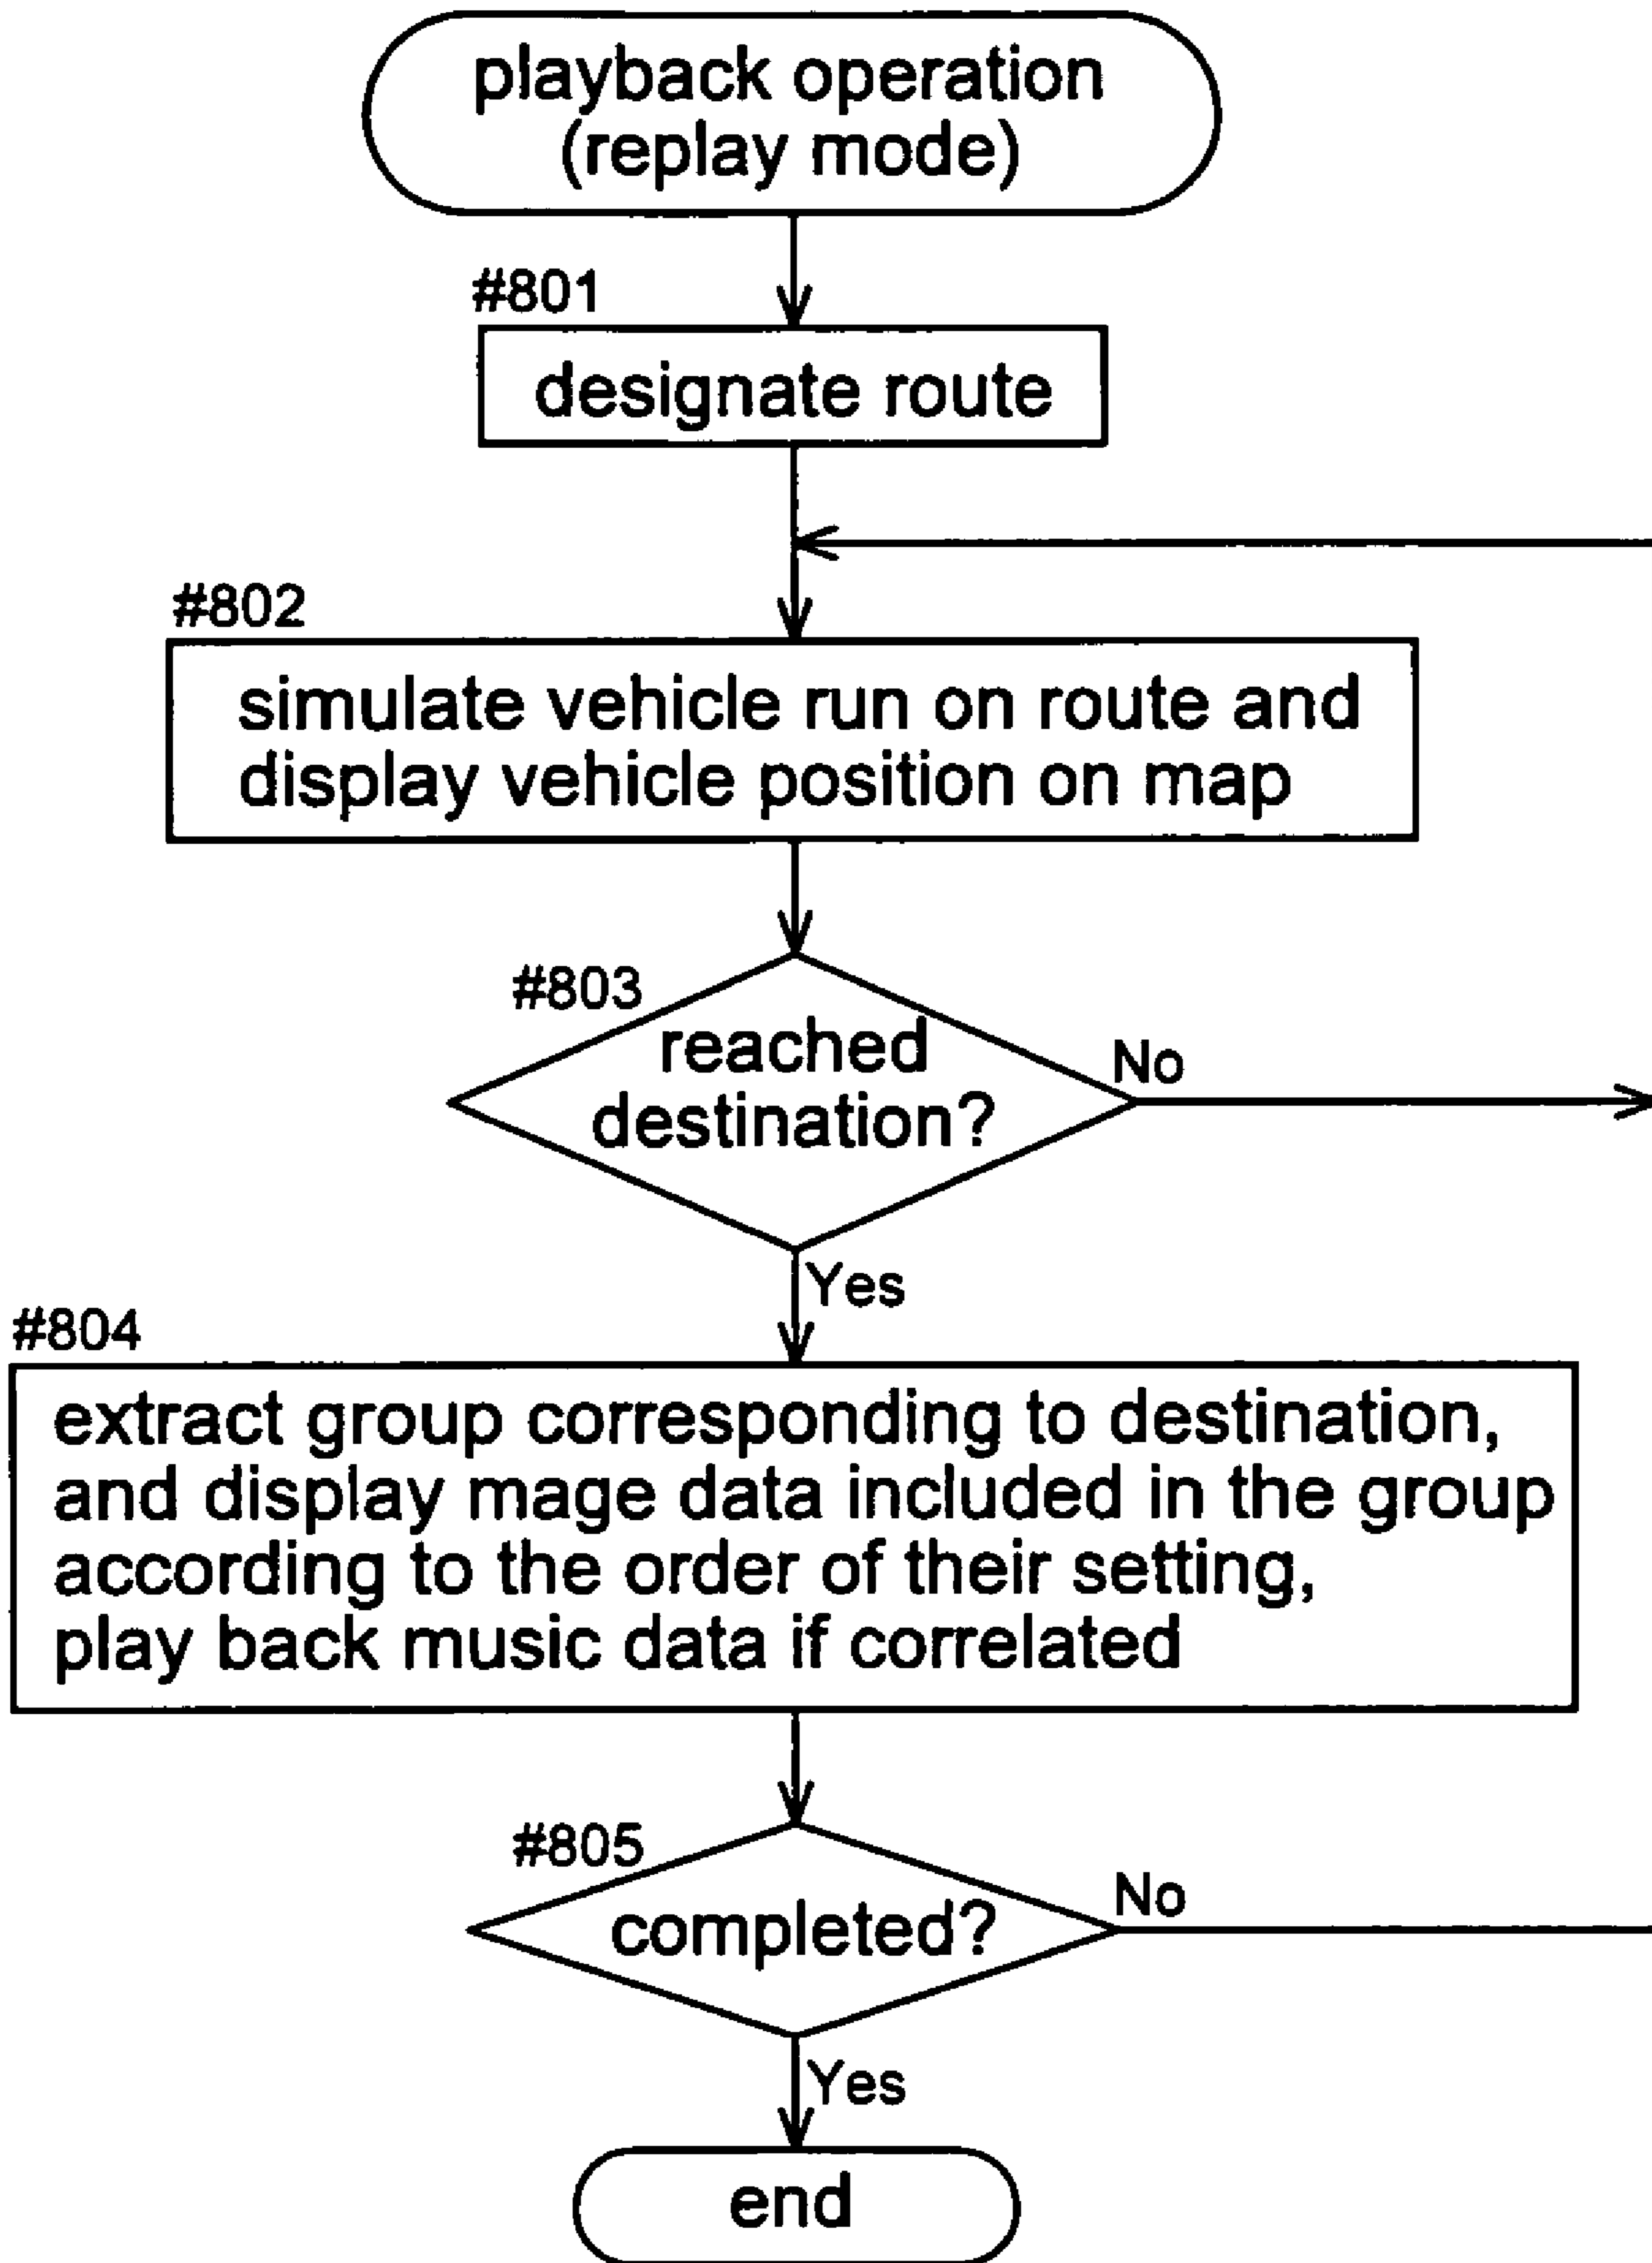 playback operation
(replay mode)
#801
designate route
#802
simulate vehicle run on route and
display vehicle position on map
#803
reached
destination?
No
Yes
#804
extract group corresponding to destination,
and display mage data included in the group
according to the order of their setting,
play back music data if correlated
#805
completed?
No
Yes
end